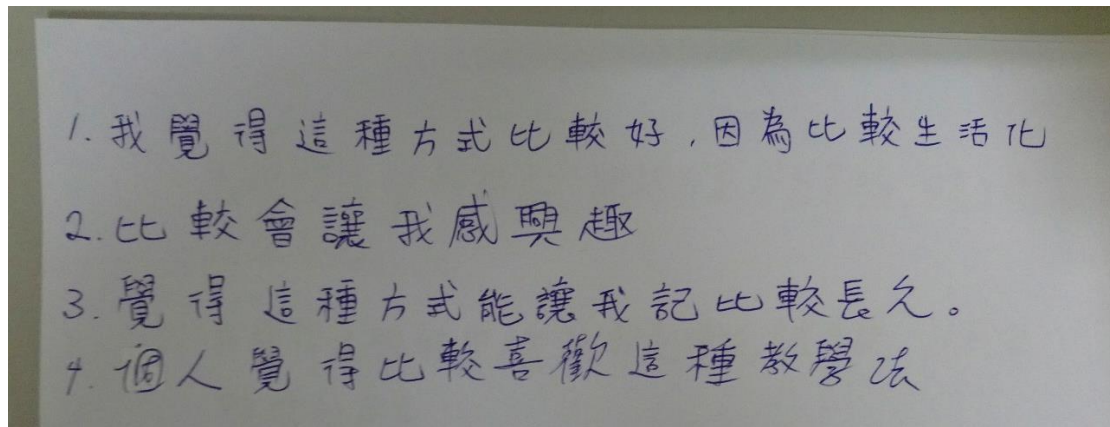 1. 我覺得這種方式比較好,因為比較生活化
2. 比較會讓我感興趣
3. 覺得這種方式能讓我記比較長久。
4. 個人覺得比較喜歡這種教學法